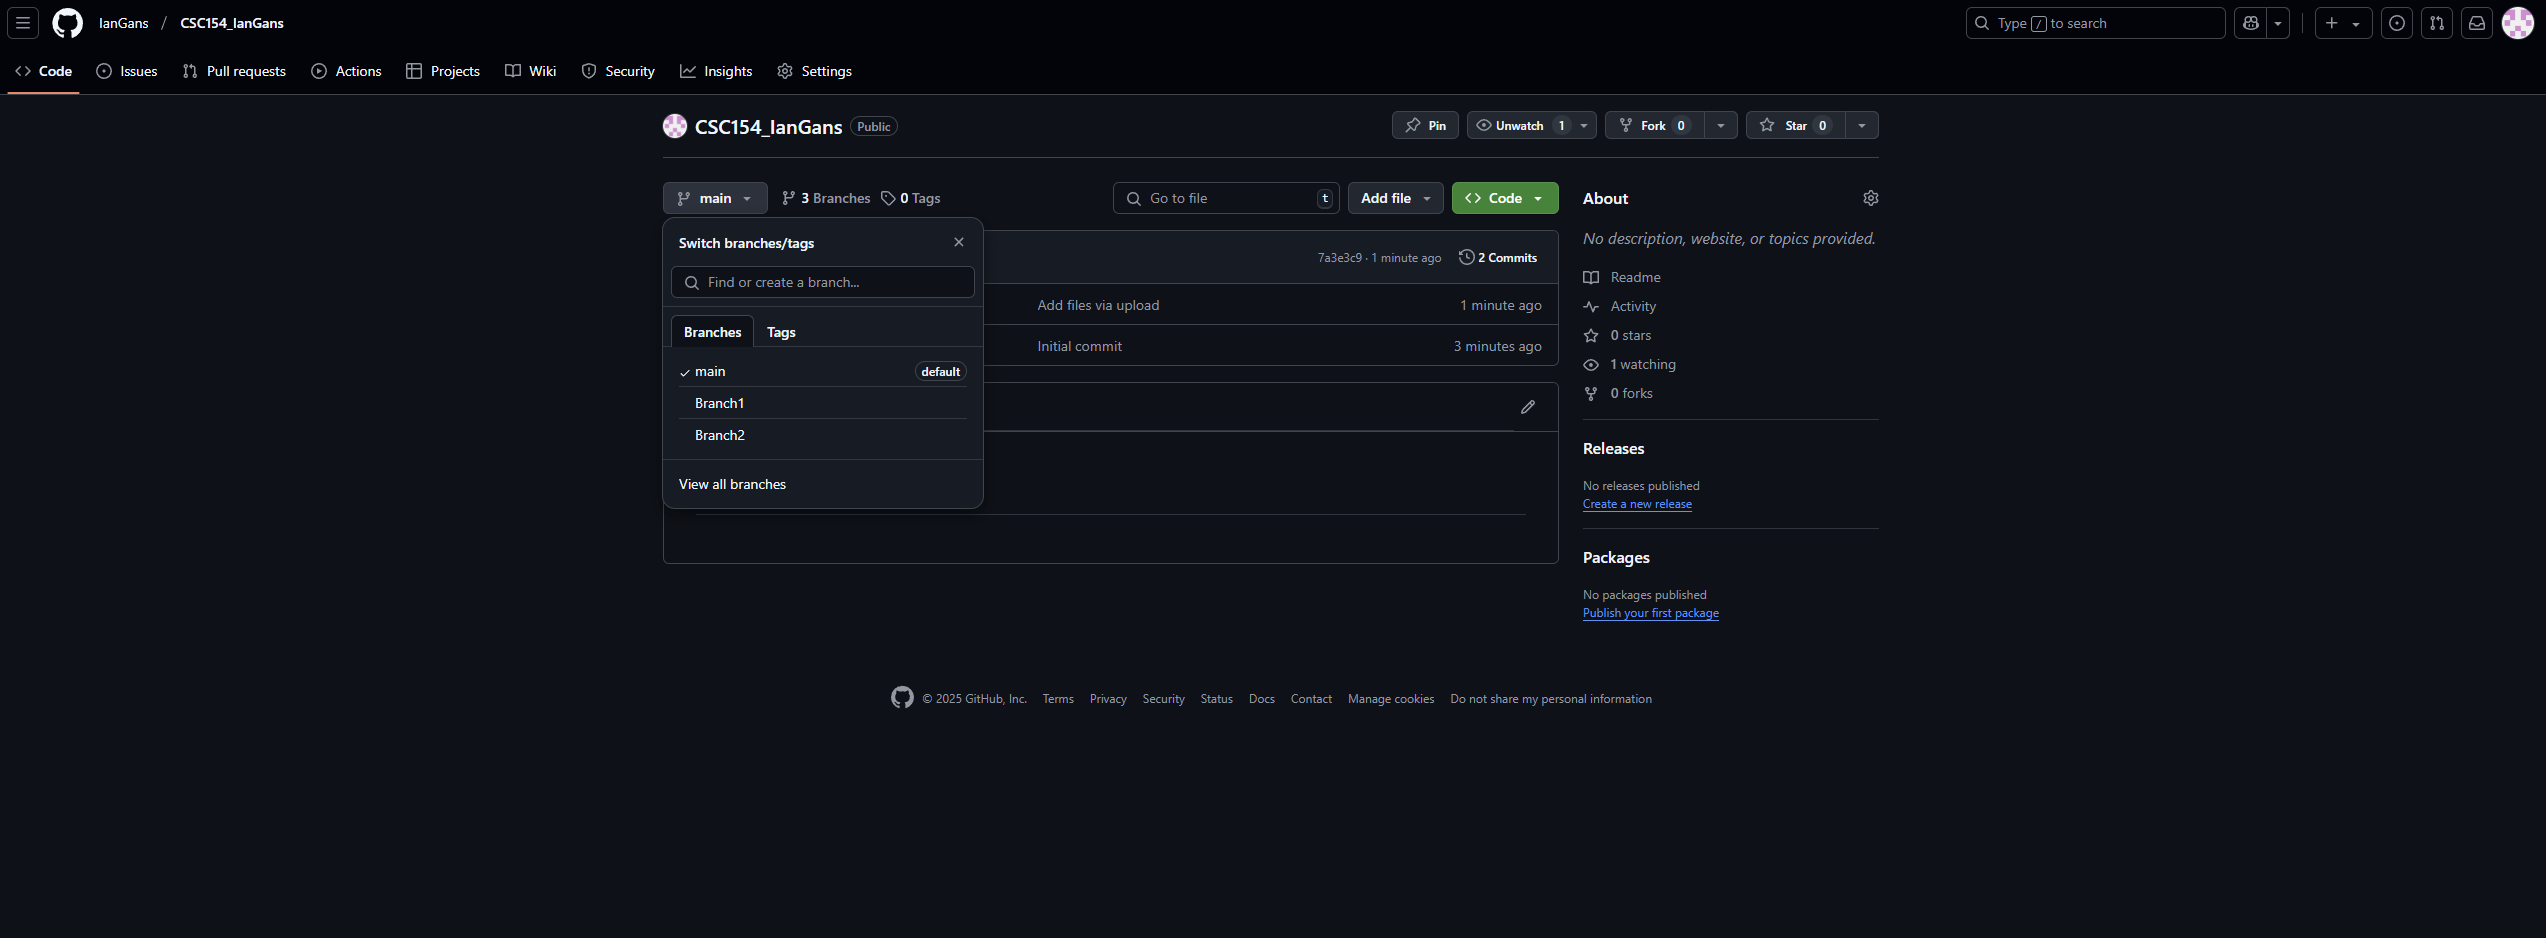 IanGans / CSC154_IanGans
Type / to search
Code Issues Pull requests Actions Projects Wiki Security Insights Settings
CSC154_IanGans Public
Pin Unwatch 1 Fork 0 Star 0
main 3 Branches 0 Tags
Go to file t
Add file Code
Switch branches/tags
Find or create a branch...
Branches Tags
main default
Branch1
Branch2
View all branches
7a3e3c9 · 1 minute ago 2 Commits
Add files via upload 1 minute ago
Initial commit 3 minutes ago
About
No description, website, or topics provided.
Readme
Activity
0 stars
1 watching
0 forks
Releases
No releases published
Create a new release
Packages
No packages published
Publish your first package
© 2025 GitHub, Inc. Terms Privacy Security Status Docs Contact Manage cookies Do not share my personal information